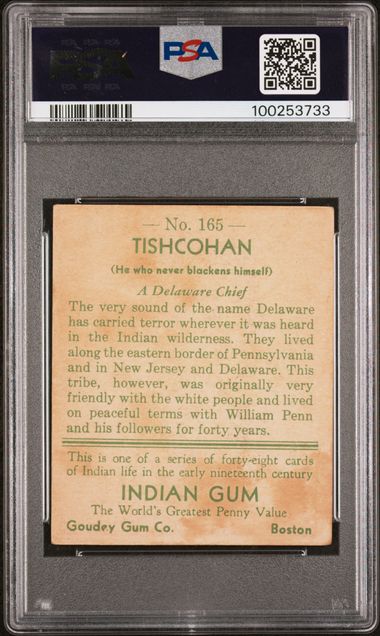 PSA
100253733
— No. 165 —
TISHCOHAN
(He who never blackens himself)
A Delaware Chief
The very sound of the name Delaware
has carried terror wherever it was heard
in the Indian wilderness. They lived
along the eastern border of Pennsylvania
and in New Jersey and Delaware. This
tribe, however, was originally very
friendly with the white people and lived
on peaceful terms with William Penn
and his followers for forty years.
This is one of a series of forty-eight cards
of Indian life in the early nineteenth century
INDIAN GUM
The World's Greatest Penny Value
Goudey Gum Co. Boston